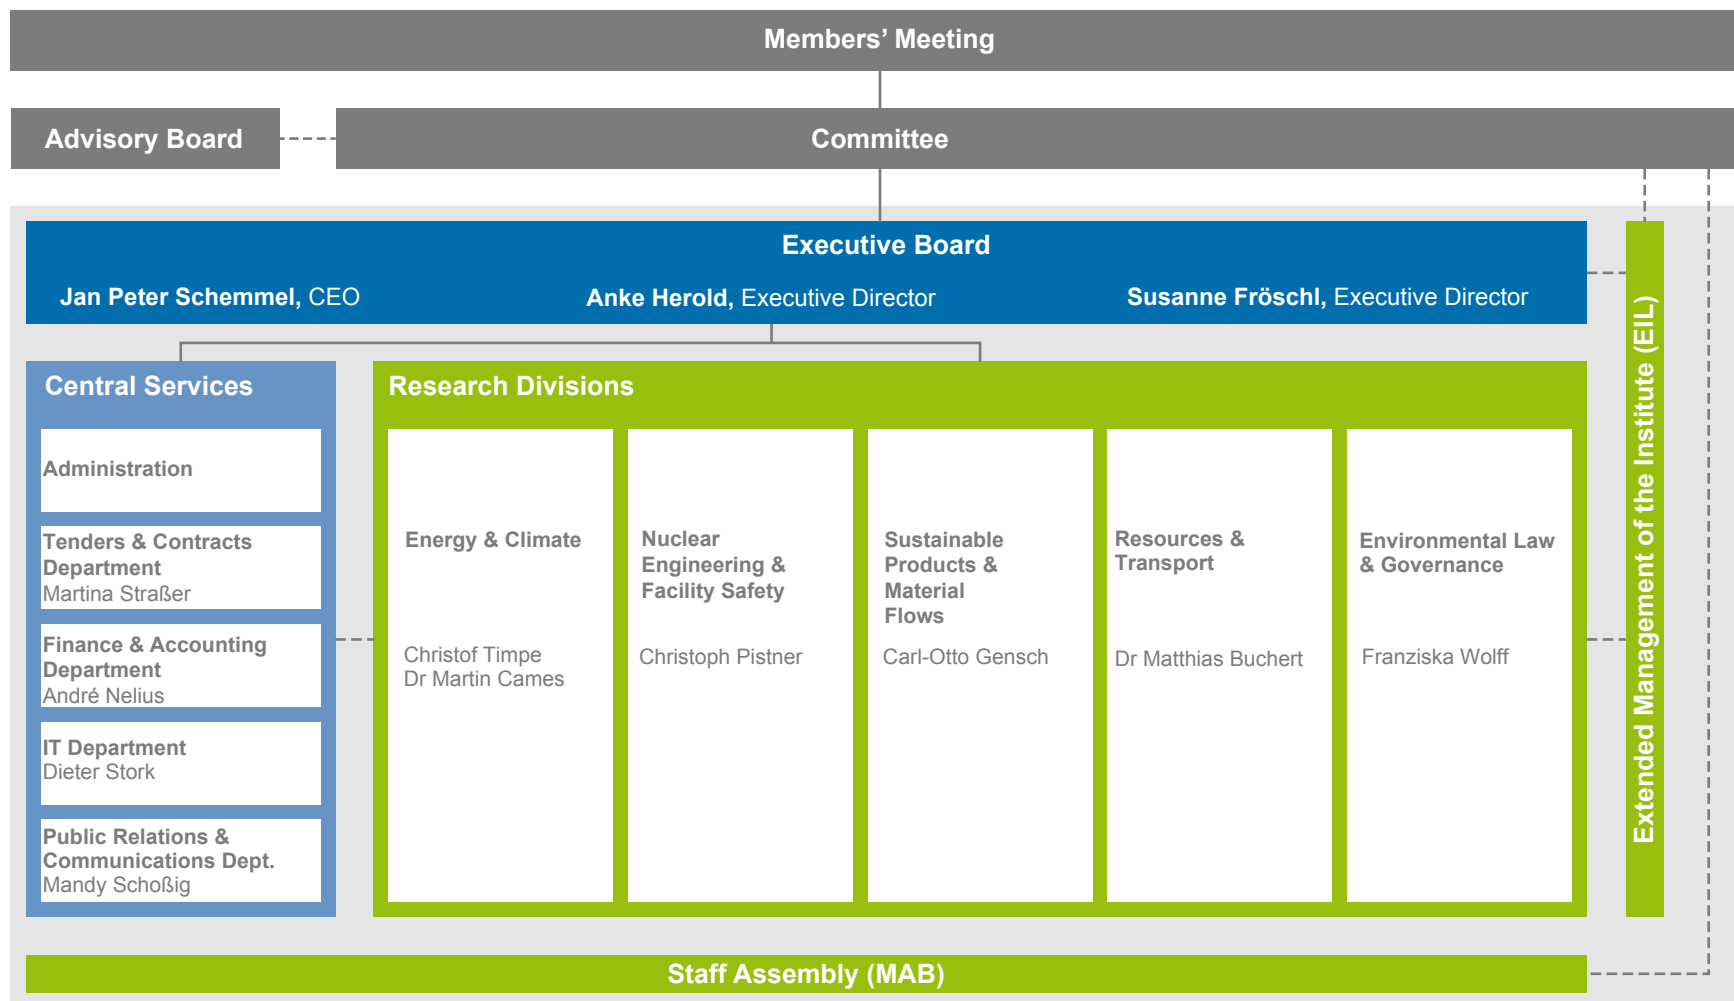 Members’ Meeting
Advisory Board
Committee
Executive Board
Jan Peter Schemmel, CEO
Anke Herold, Executive Director
Susanne Fröschl, Executive Director
Central Services
Administration
Tenders & Contracts
Department
Martina Straßer
Finance & Accounting
Department
André Nelius
IT Department
Dieter Stork
Public Relations &
Communications Dept.
Mandy Schoßig
Research Divisions
Energy & Climate
Christof Timpe
Dr Martin Cames
Nuclear
Engineering &
Facility Safety
Christoph Pistner
Sustainable
Products &
Material
Flows
Carl-Otto Gensch
Resources &
Transport
Dr Matthias Buchert
Environmental Law
& Governance
Franziska Wolff
Extended Management of the Institute (EIL)
Staff Assembly (MAB)